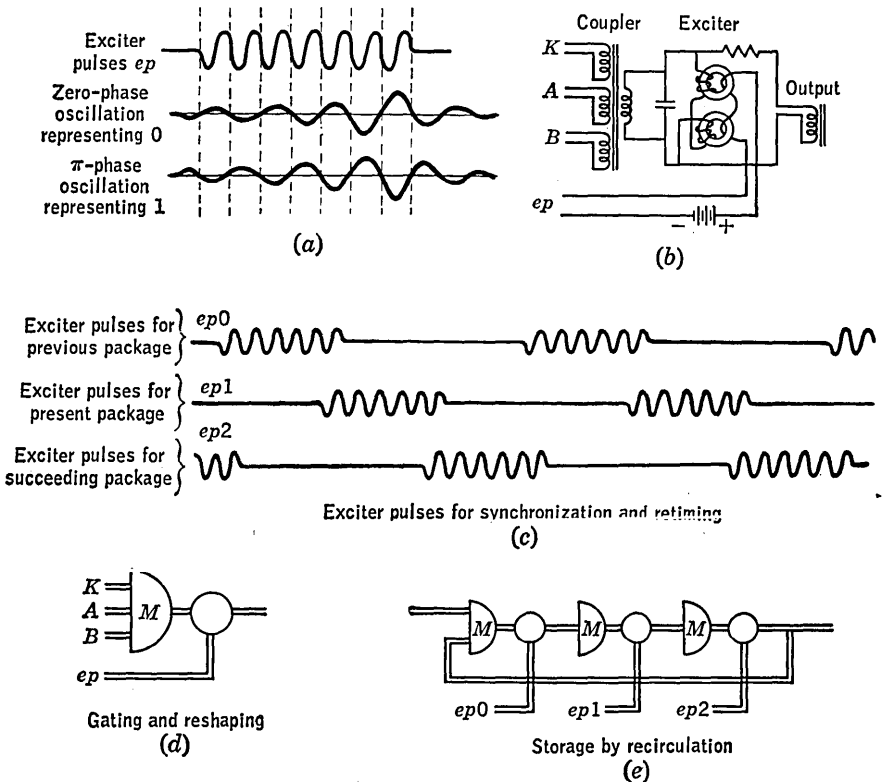 Exciter
pulses ep
Zero-phase
oscillation
representing 0
π-phase
oscillation
representing 1
(a)
Coupler Exciter
K
A
B
Output
ep
− +
(b)
Exciter pulses for
previous package
ep0
Exciter pulses for
present package
ep1
Exciter pulses for
succeeding package
ep2
Exciter pulses for synchronization and retiming
(c)
K
A
B
M
ep
Gating and reshaping
(d)
M M M
ep0 ep1 ep2
Storage by recirculation
(e)